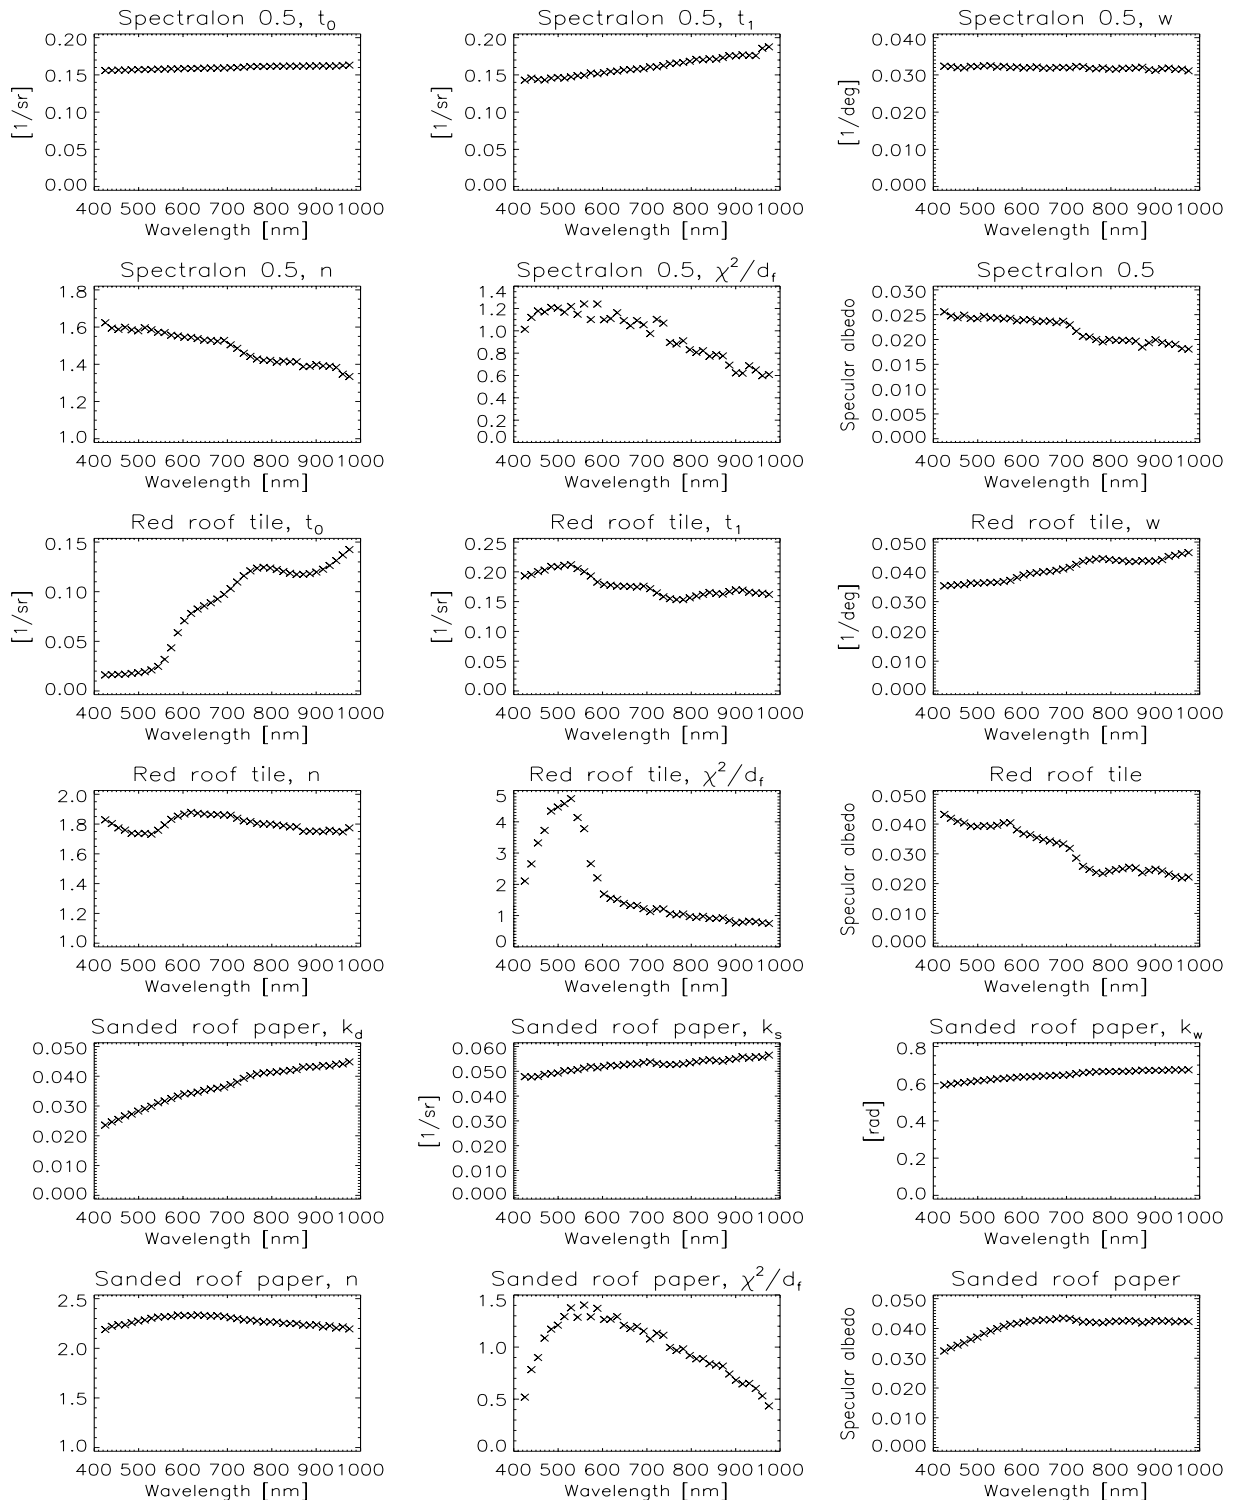 Spectralon 0.5, t₀
Spectralon 0.5, t₁
Spectralon 0.5, w
0.20
0.15
0.10
0.05
0.00
[1/sr]
400 500 600 700 800 900 1000
Wavelength [nm]
0.20
0.15
0.10
0.05
0.00
[1/sr]
400 500 600 700 800 900 1000
Wavelength [nm]
0.040
0.030
0.020
0.010
0.000
[1/deg]
400 500 600 700 800 900 1000
Wavelength [nm]
Spectralon 0.5, n
Spectralon 0.5, χ²/d_f
Spectralon 0.5
1.8
1.6
1.4
1.2
1.0
400 500 600 700 800 900 1000
Wavelength [nm]
1.4
1.2
1.0
0.8
0.6
0.4
0.2
0.0
400 500 600 700 800 900 1000
Wavelength [nm]
0.030
0.025
0.020
0.015
0.010
0.005
0.000
Specular albedo
400 500 600 700 800 900 1000
Wavelength [nm]
Red roof tile, t₀
Red roof tile, t₁
Red roof tile, w
0.15
0.10
0.05
0.00
[1/sr]
400 500 600 700 800 900 1000
Wavelength [nm]
0.25
0.20
0.15
0.10
0.05
0.00
[1/sr]
400 500 600 700 800 900 1000
Wavelength [nm]
0.050
0.040
0.030
0.020
0.010
0.000
[1/deg]
400 500 600 700 800 900 1000
Wavelength [nm]
Red roof tile, n
Red roof tile, χ²/d_f
Red roof tile
2.0
1.8
1.6
1.4
1.2
1.0
400 500 600 700 800 900 1000
Wavelength [nm]
5
4
3
2
1
0
400 500 600 700 800 900 1000
Wavelength [nm]
0.050
0.040
0.030
0.020
0.010
0.000
Specular albedo
400 500 600 700 800 900 1000
Wavelength [nm]
Sanded roof paper, k_d
Sanded roof paper, k_s
Sanded roof paper, k_w
0.050
0.040
0.030
0.020
0.010
0.000
400 500 600 700 800 900 1000
Wavelength [nm]
0.060
0.050
0.040
0.030
0.020
0.010
0.000
[1/sr]
400 500 600 700 800 900 1000
Wavelength [nm]
0.8
0.6
0.4
0.2
0.0
[rad]
400 500 600 700 800 900 1000
Wavelength [nm]
Sanded roof paper, n
Sanded roof paper, χ²/d_f
Sanded roof paper
2.5
2.0
1.5
1.0
400 500 600 700 800 900 1000
Wavelength [nm]
1.5
1.0
0.5
0.0
400 500 600 700 800 900 1000
Wavelength [nm]
0.050
0.040
0.030
0.020
0.010
0.000
Specular albedo
400 500 600 700 800 900 1000
Wavelength [nm]